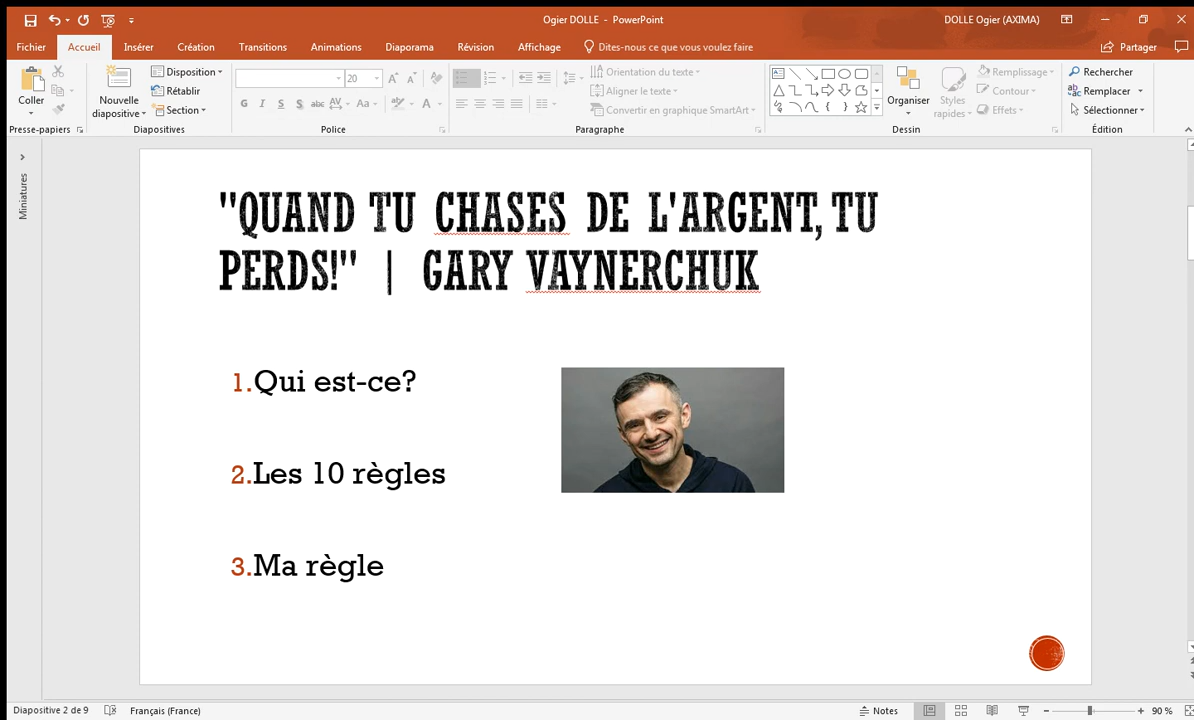 Ogier DOLLE - PowerPoint
DOLLE Ogier (AXIMA)
Fichier Accueil Insérer Création Transitions Animations Diaporama Révision Affichage Dites-nous ce que vous voulez faire Partager
Coller
Presse-papiers
Nouvelle
diapositive
Disposition
Rétablir
Section
Diapositives
20
G I S S abc AV Aa A
Police
Orientation du texte
Aligner le texte
Convertir en graphique SmartArt
Paragraphe
Organiser
Styles
rapides
Remplissage
Contour
Effets
Dessin
Rechercher
Remplacer
Sélectionner
Édition
Miniatures
"QUAND TU CHASES DE L'ARGENT, TU
PERDS!" | GARY VAYNERCHUK
1.Qui est-ce?
2.Les 10 règles
3.Ma règle
Diapositive 2 de 9 Français (France) Notes 90 %